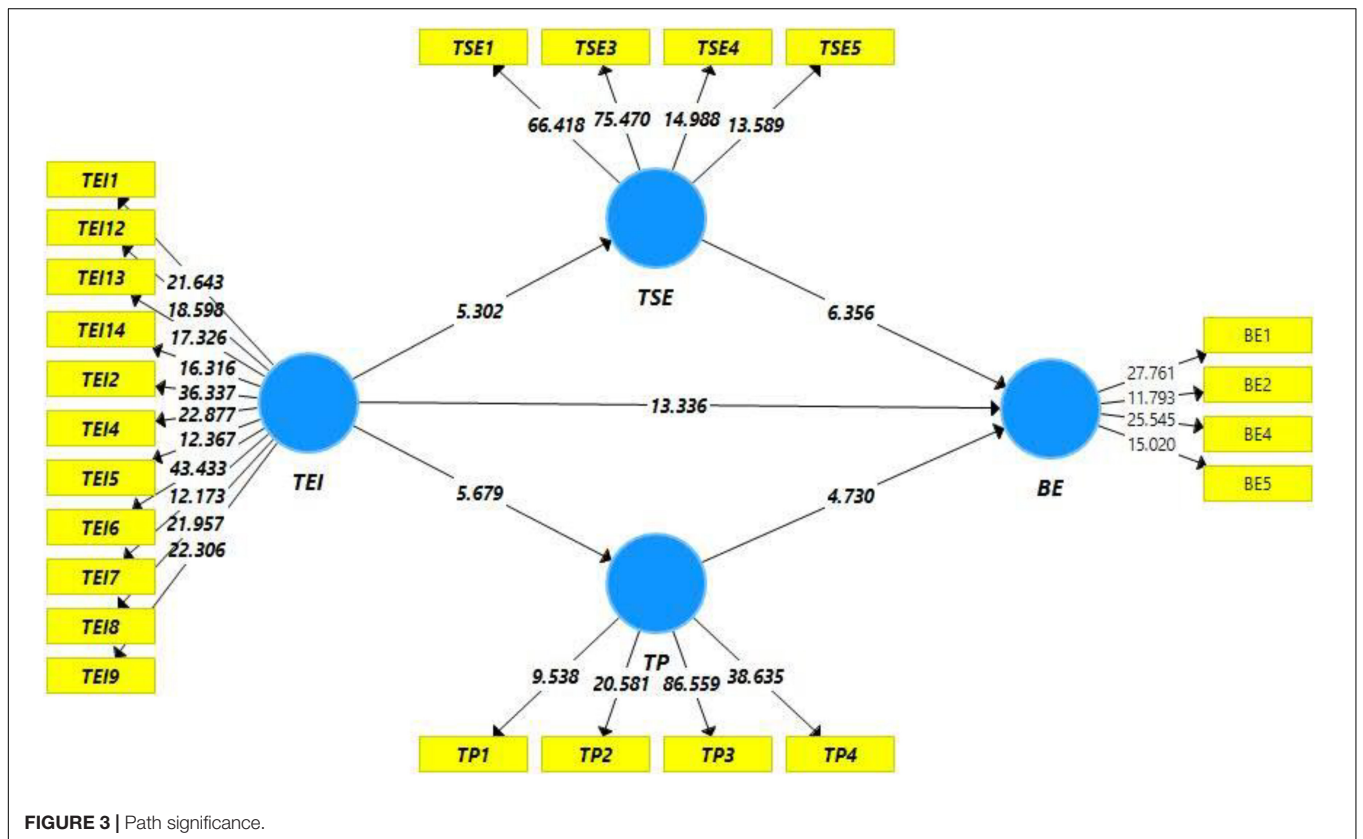 TSE1 TSE3 TSE4 TSE5
66.418 75.470 14.988 13.589
TSE
TEI1
TEI12
TEI13
TEI14
TEI2
TEI4
TEI5
TEI6
TEI7
TEI8
TEI9
21.643
18.598
17.326
16.316
36.337
22.877
12.367
43.433
12.173
21.957
22.306
TEI
5.302
6.356
13.336
5.679
4.730
27.761
11.793
25.545
15.020
BE
BE1
BE2
BE4
BE5
TP
9.538 20.581 86.559 38.635
TP1 TP2 TP3 TP4
FIGURE 3 | Path significance.